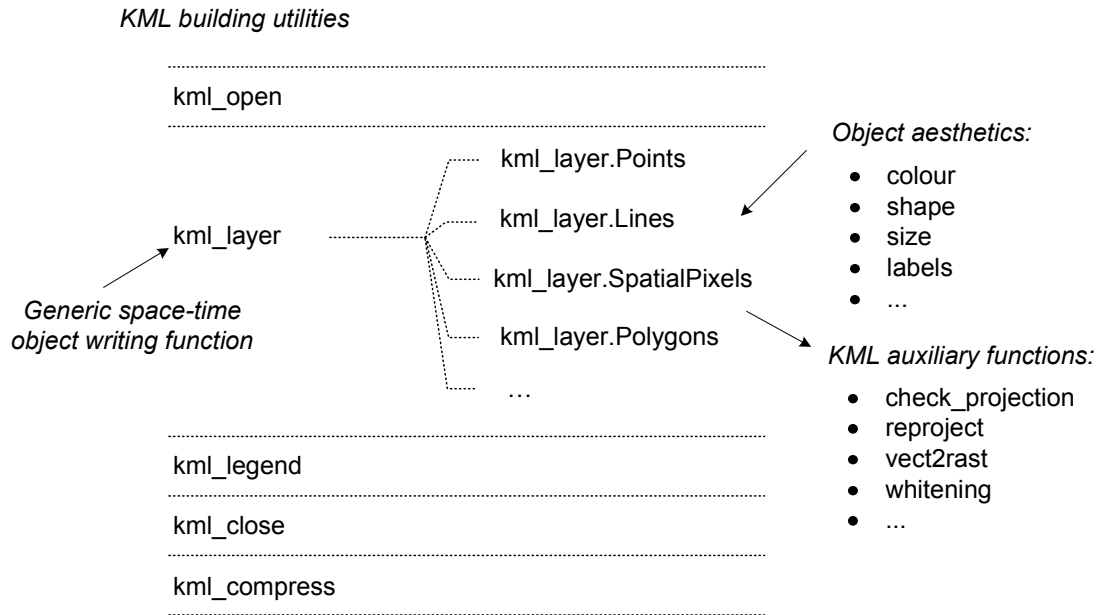 KML building utilities
kml_open
kml_layer
Generic space-time
object writing function
kml_layer.Points
kml_layer.Lines
kml_layer.SpatialPixels
kml_layer.Polygons
...
Object aesthetics:
● colour
● shape
● size
● labels
● ...
KML auxiliary functions:
● check_projection
● reproject
● vect2rast
● whitening
● ...
kml_legend
kml_close
kml_compress